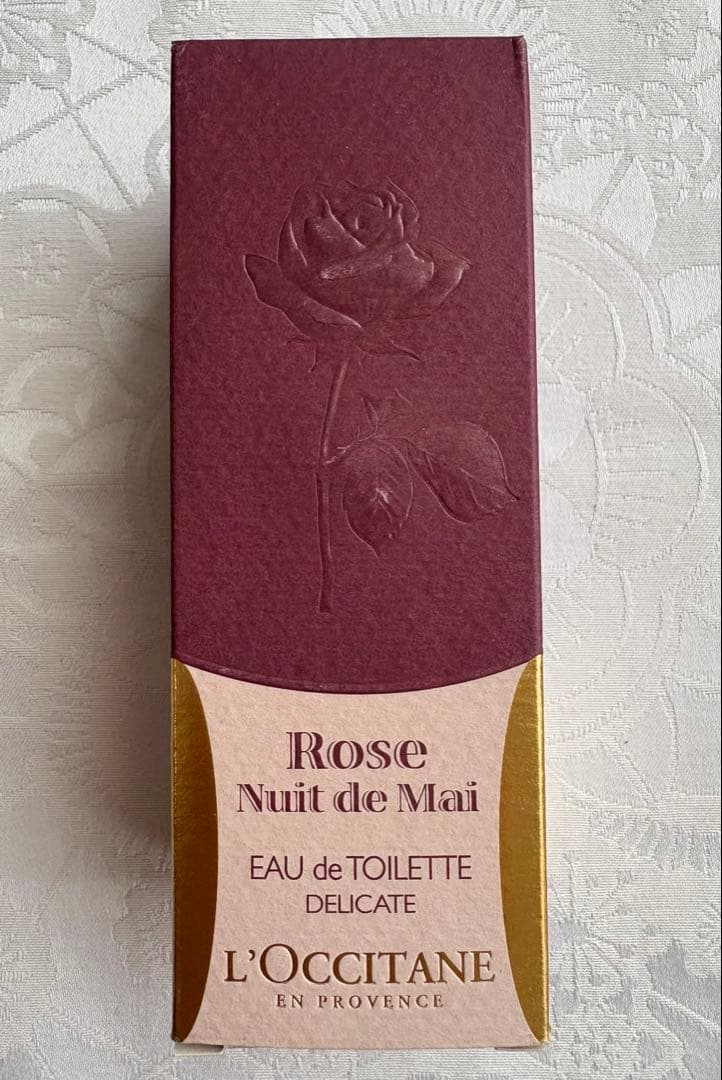 Rose
Nuit de Mai
EAU de TOILETTE
DELICATE
L'OCCITANE
EN PROVENCE